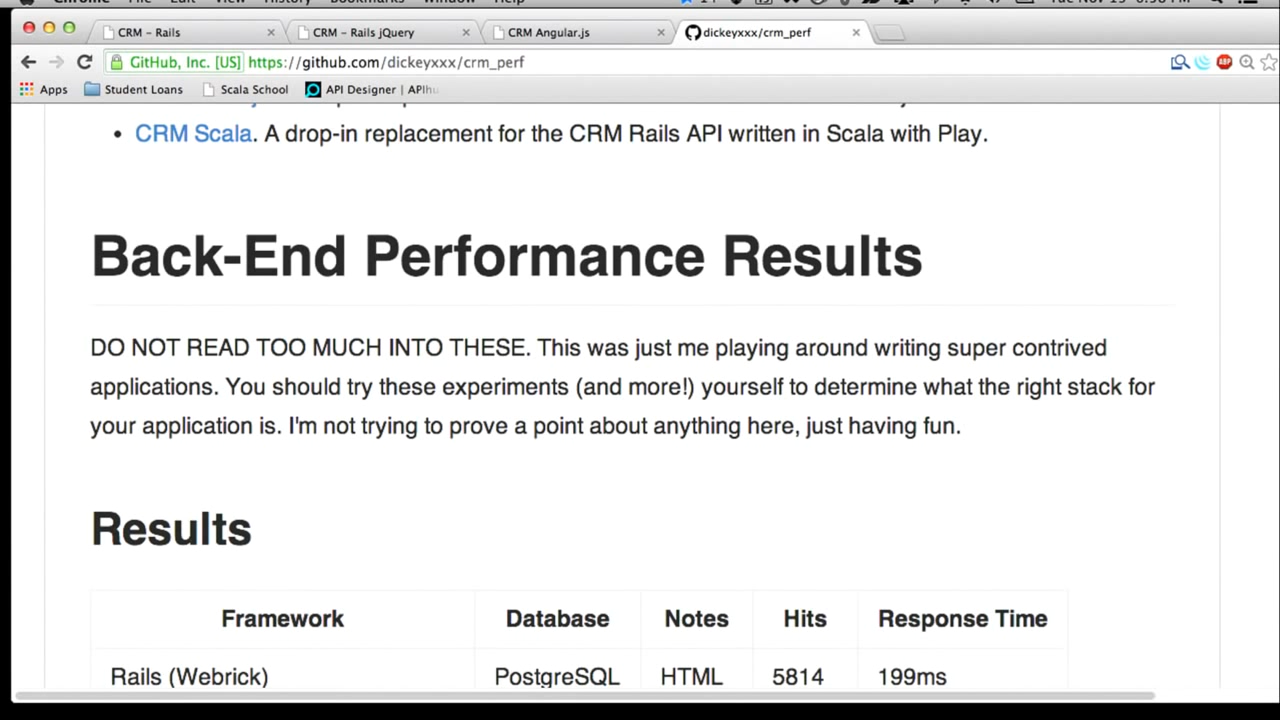 CRM – Rails
CRM – Rails jQuery
CRM Angular.js
dickeyxxx/crm_perf
GitHub, Inc. [US] https://github.com/dickeyxxx/crm_perf
Apps Student Loans Scala School API Designer | APIhu
• CRM Scala. A drop-in replacement for the CRM Rails API written in Scala with Play.
Back-End Performance Results
DO NOT READ TOO MUCH INTO THESE. This was just me playing around writing super contrived
applications. You should try these experiments (and more!) yourself to determine what the right stack for
your application is. I'm not trying to prove a point about anything here, just having fun.
Results
Framework Database Notes Hits Response Time
Rails (Webrick) PostgreSQL HTML 5814 199ms